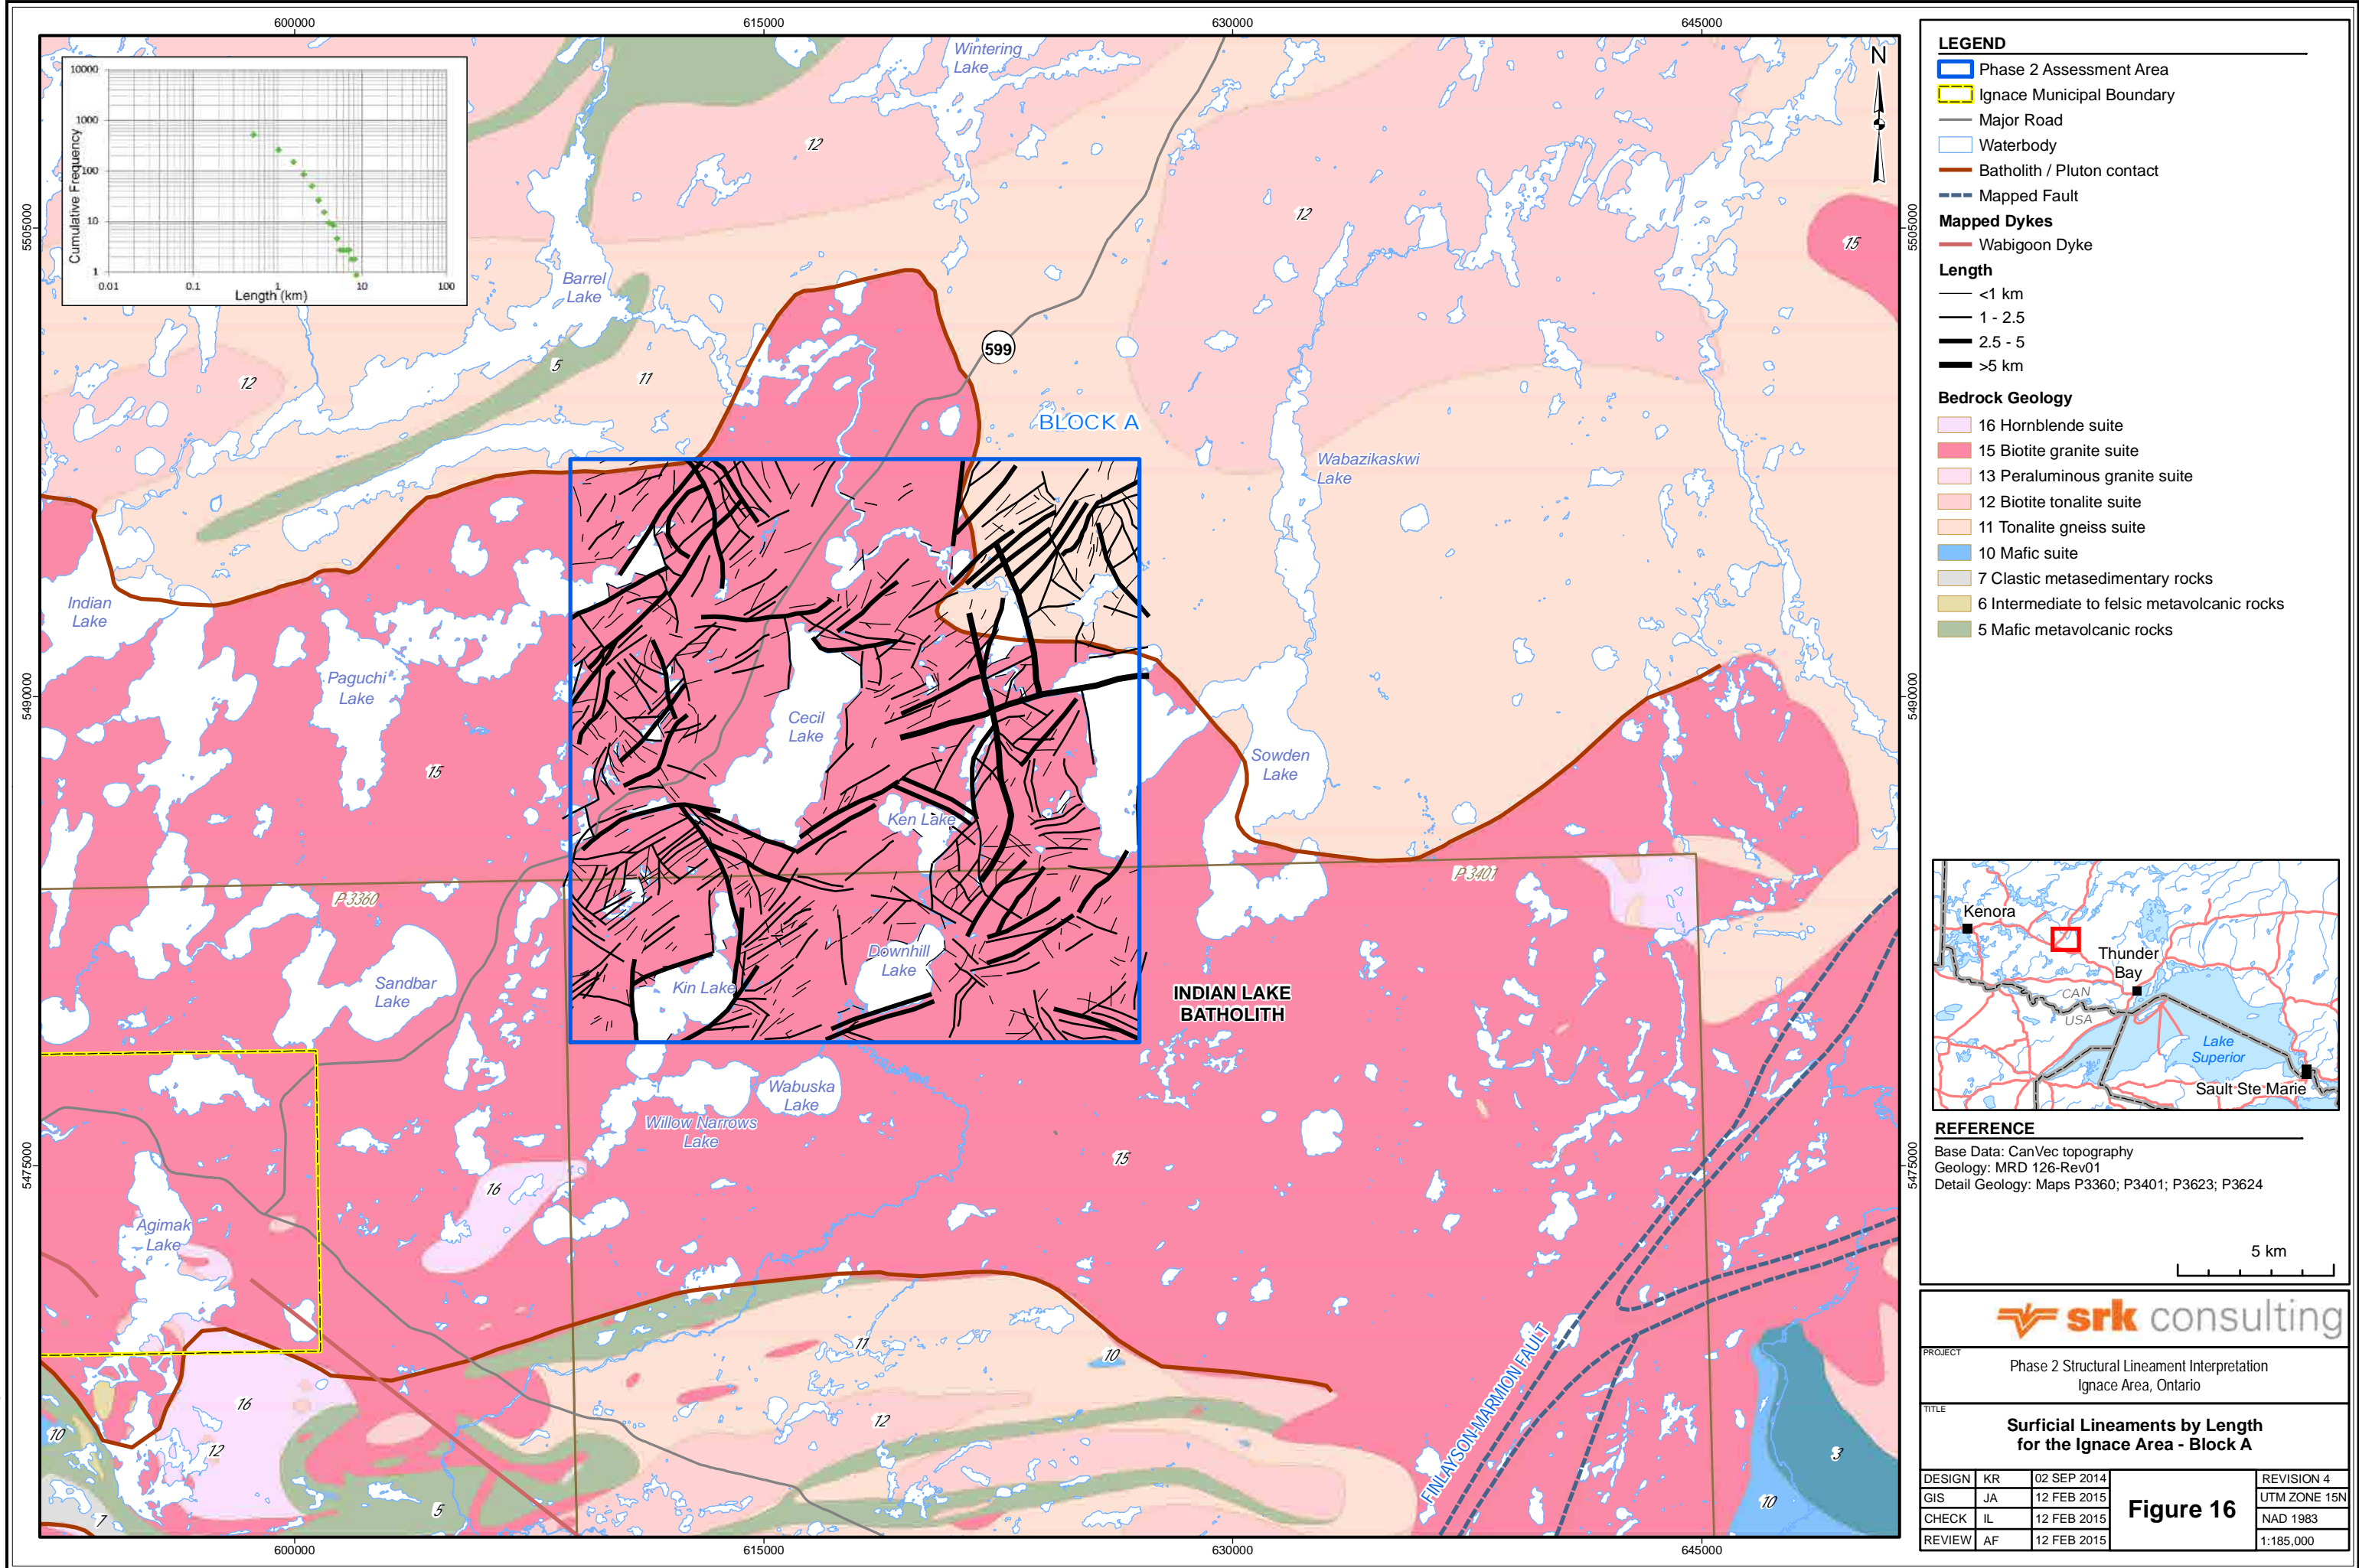 600000
615000
630000
645000
10000
1000
100
10
1
0.01
0.1
1
10
100
Cumulative Frequency
Length (km)
Wintering
Lake
N
12
12
15
5505000
5505000
Barrel
Lake
599
5
11
12
BLOCK A
Wabazikaskwi
Lake
Indian
Lake
Paguchi
Lake
5490000
5490000
Cecil
Lake
Sowden
Lake
15
Ken Lake
P 3360
P 3401
Sandbar
Lake
Downhill
Lake
Kin Lake
INDIAN LAKE
BATHOLITH
Wabuska
Lake
Willow Narrows
Lake
15
5475000
5475000
16
Agimak
Lake
11
10
FINLAYSON-MARMION FAULT
16
12
10
12
3
7
5
10
600000
615000
630000
645000
LEGEND
Phase 2 Assessment Area
Ignace Municipal Boundary
Major Road
Waterbody
Batholith / Pluton contact
Mapped Fault
Mapped Dykes
Wabigoon Dyke
Length
<1 km
1 - 2.5
2.5 - 5
>5 km
Bedrock Geology
16 Hornblende suite
15 Biotite granite suite
13 Peraluminous granite suite
12 Biotite tonalite suite
11 Tonalite gneiss suite
10 Mafic suite
7 Clastic metasedimentary rocks
6 Intermediate to felsic metavolcanic rocks
5 Mafic metavolcanic rocks
Kenora
Thunder
Bay
CAN
USA
Lake
Superior
Sault Ste Marie
REFERENCE
Base Data: CanVec topography
Geology: MRD 126-Rev01
Detail Geology: Maps P3360; P3401; P3623; P3624
5 km
srk consulting
PROJECT
Phase 2 Structural Lineament Interpretation
Ignace Area, Ontario
TITLE
Surficial Lineaments by Length
for the Ignace Area - Block A
DESIGN KR 02 SEP 2014
GIS JA 12 FEB 2015
CHECK IL 12 FEB 2015
REVIEW AF 12 FEB 2015
Figure 16
REVISION 4
UTM ZONE 15N
NAD 1983
1:185,000